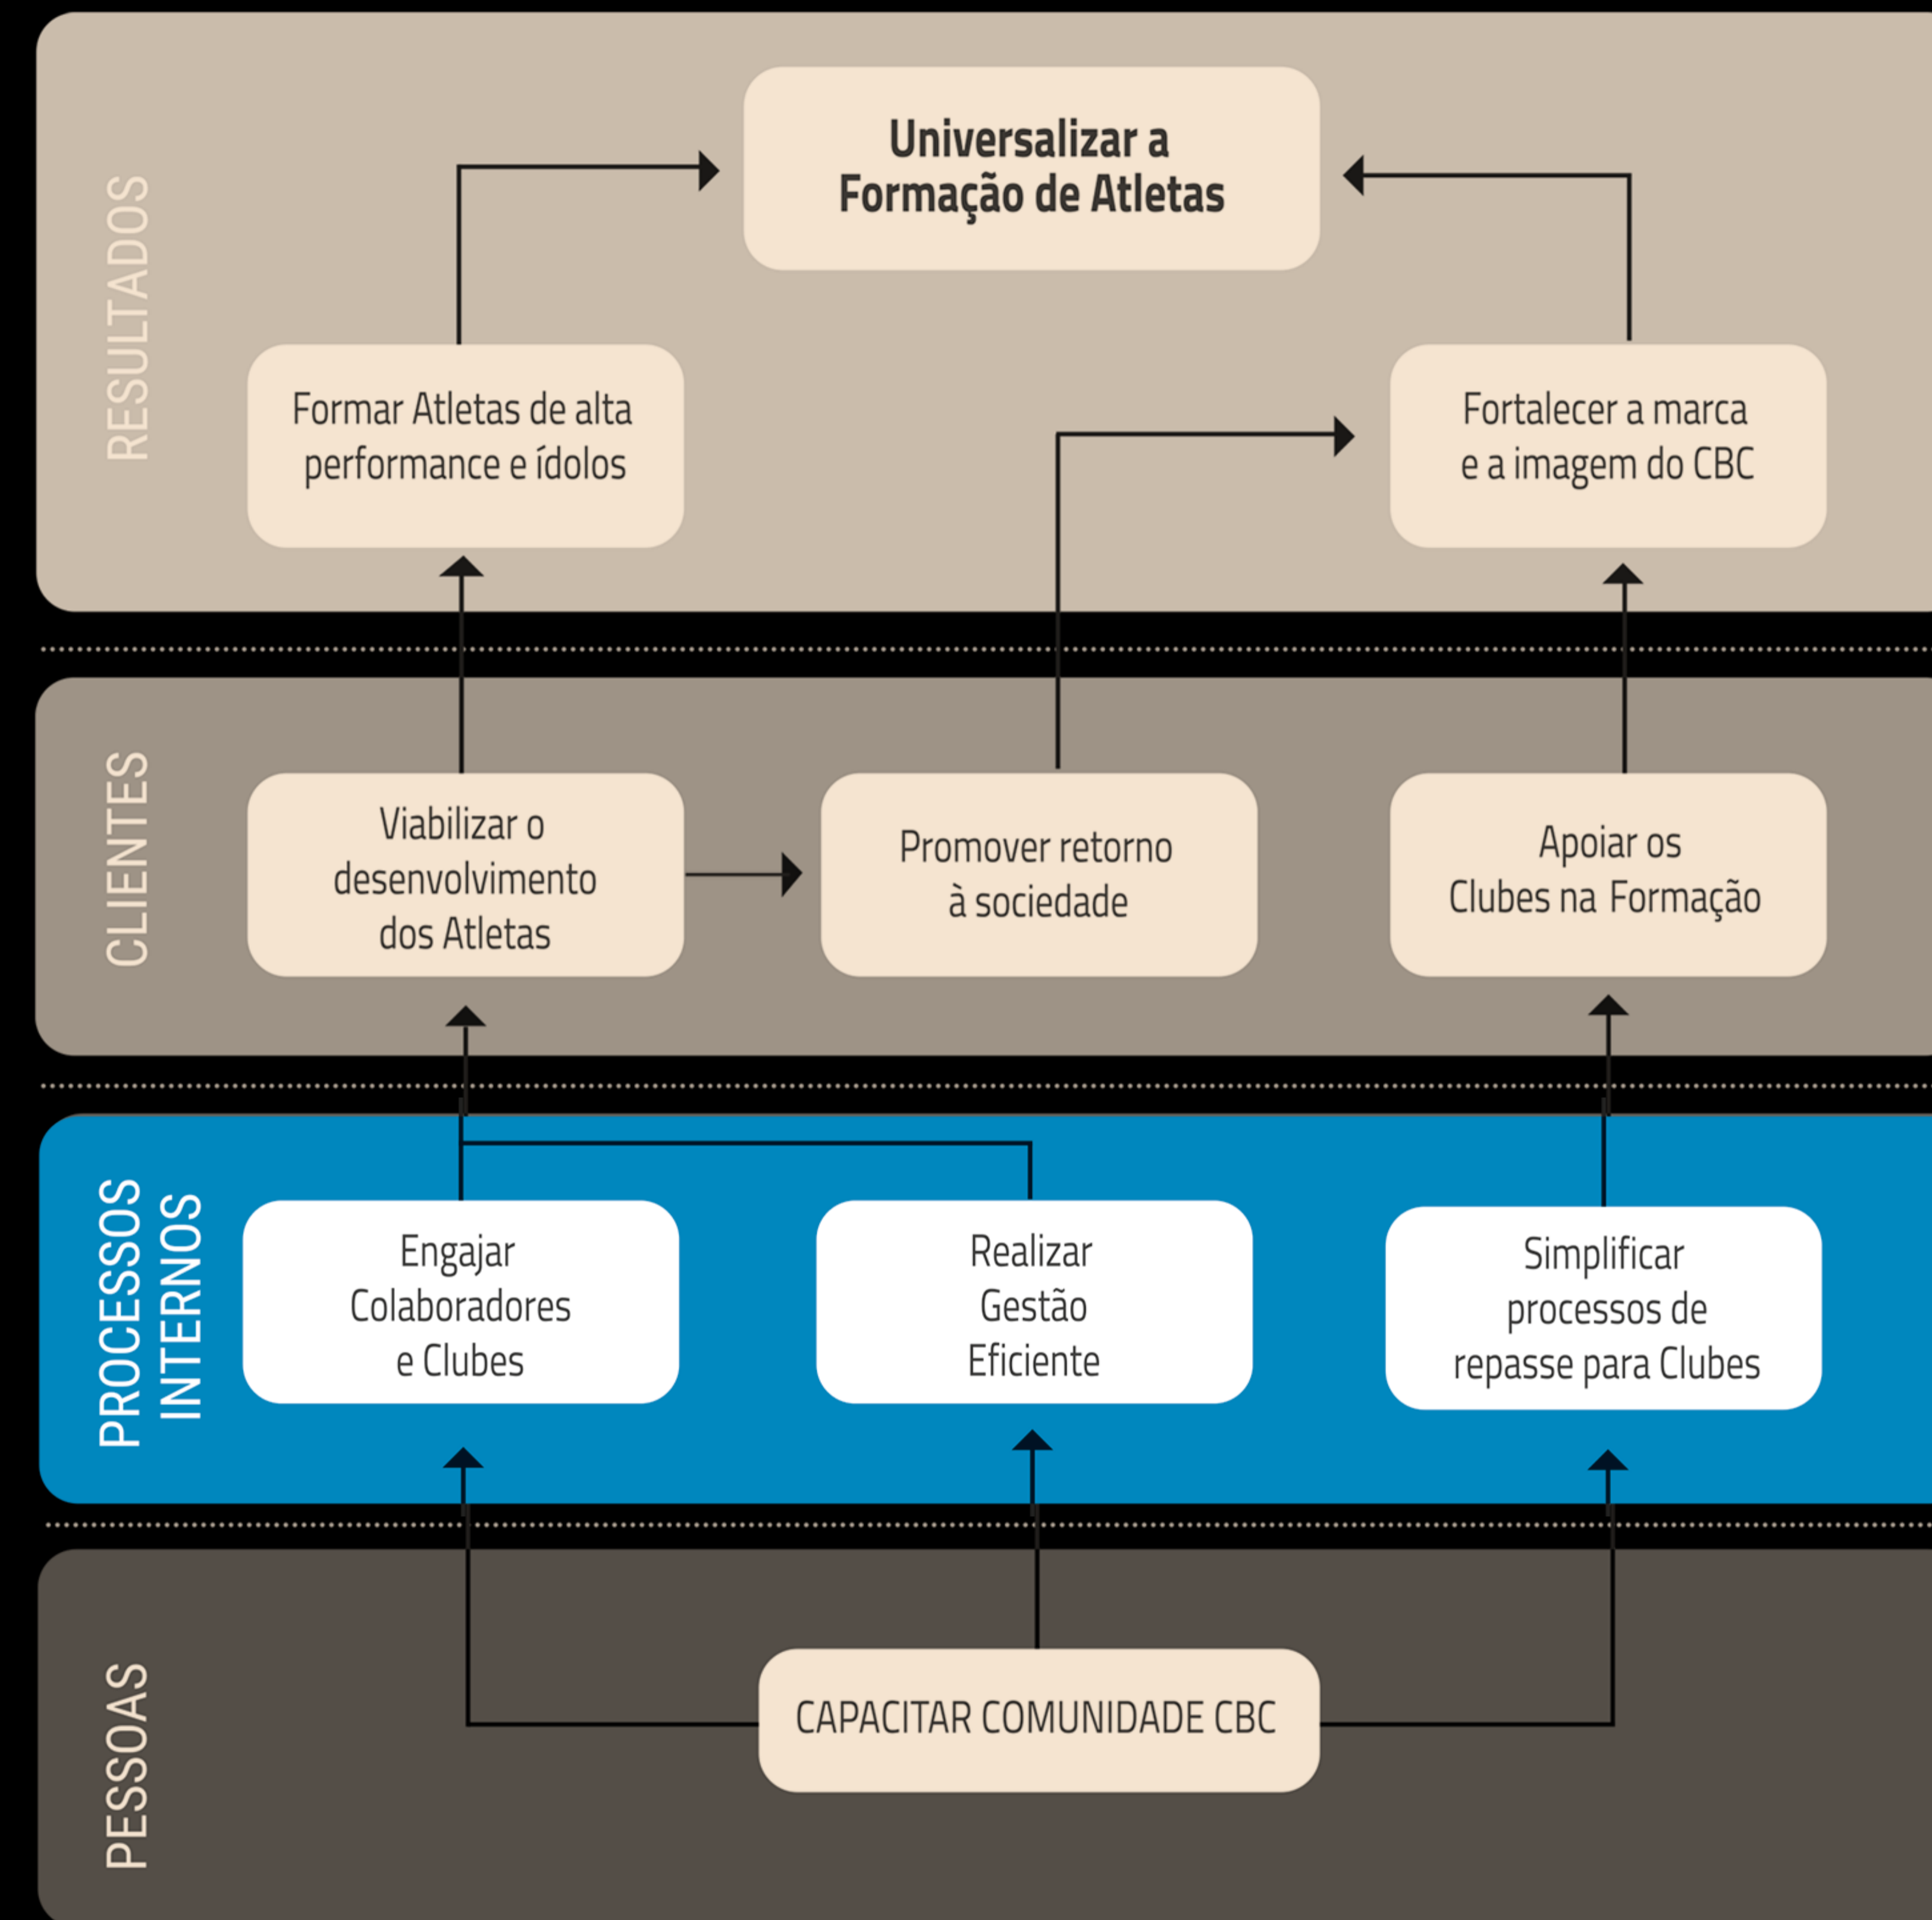 RESULTADOS
Universalizar a
Formação de Atletas
Formar Atletas de alta
performance e ídolos
Fortalecer a marca
e a imagem do CBC
CLIENTES
Viabilizar o
desenvolvimento
dos Atletas
Promover retorno
à sociedade
Apoiar os
Clubes na Formação
PROCESSOS
INTERNOS
Engajar
Colaboradores
e Clubes
Realizar
Gestão
Eficiente
Simplificar
processos de
repasse para Clubes
PESSOAS
CAPACITAR COMUNIDADE CBC